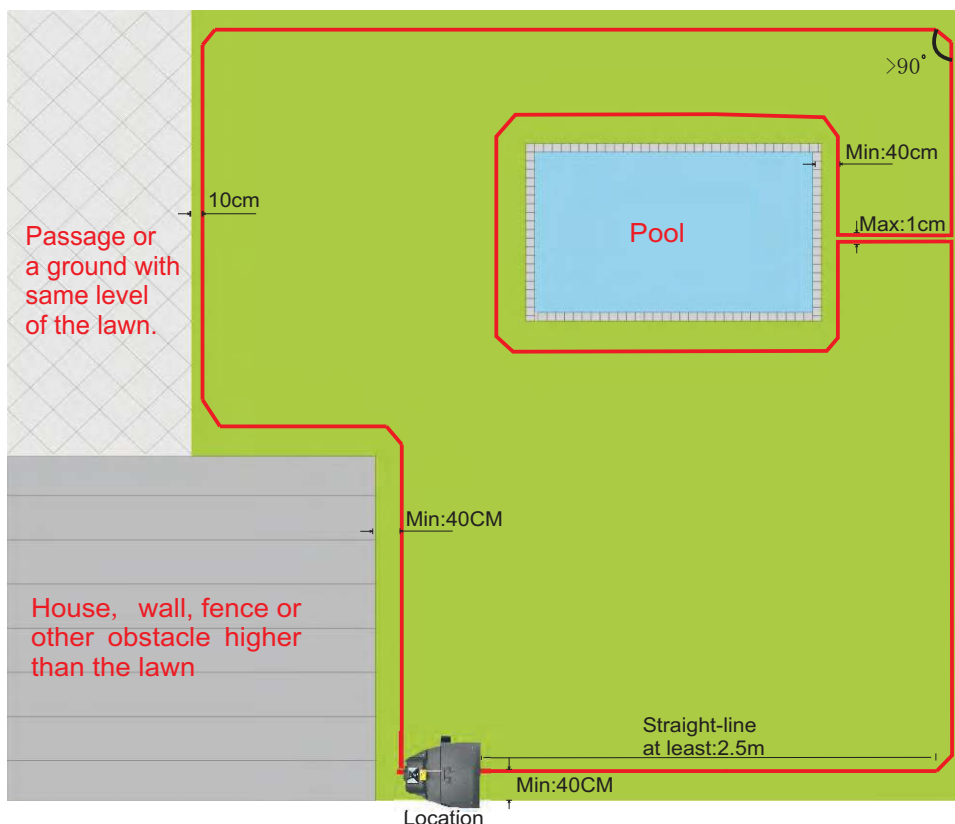 >90°
Min:40cm
10cm
Max:1cm
Passage or
a ground with
same level
of the lawn.
Pool
Min:40CM
House, wall, fence or
other obstacle higher
than the lawn
Straight-line
at least:2.5m
Min:40CM
Location